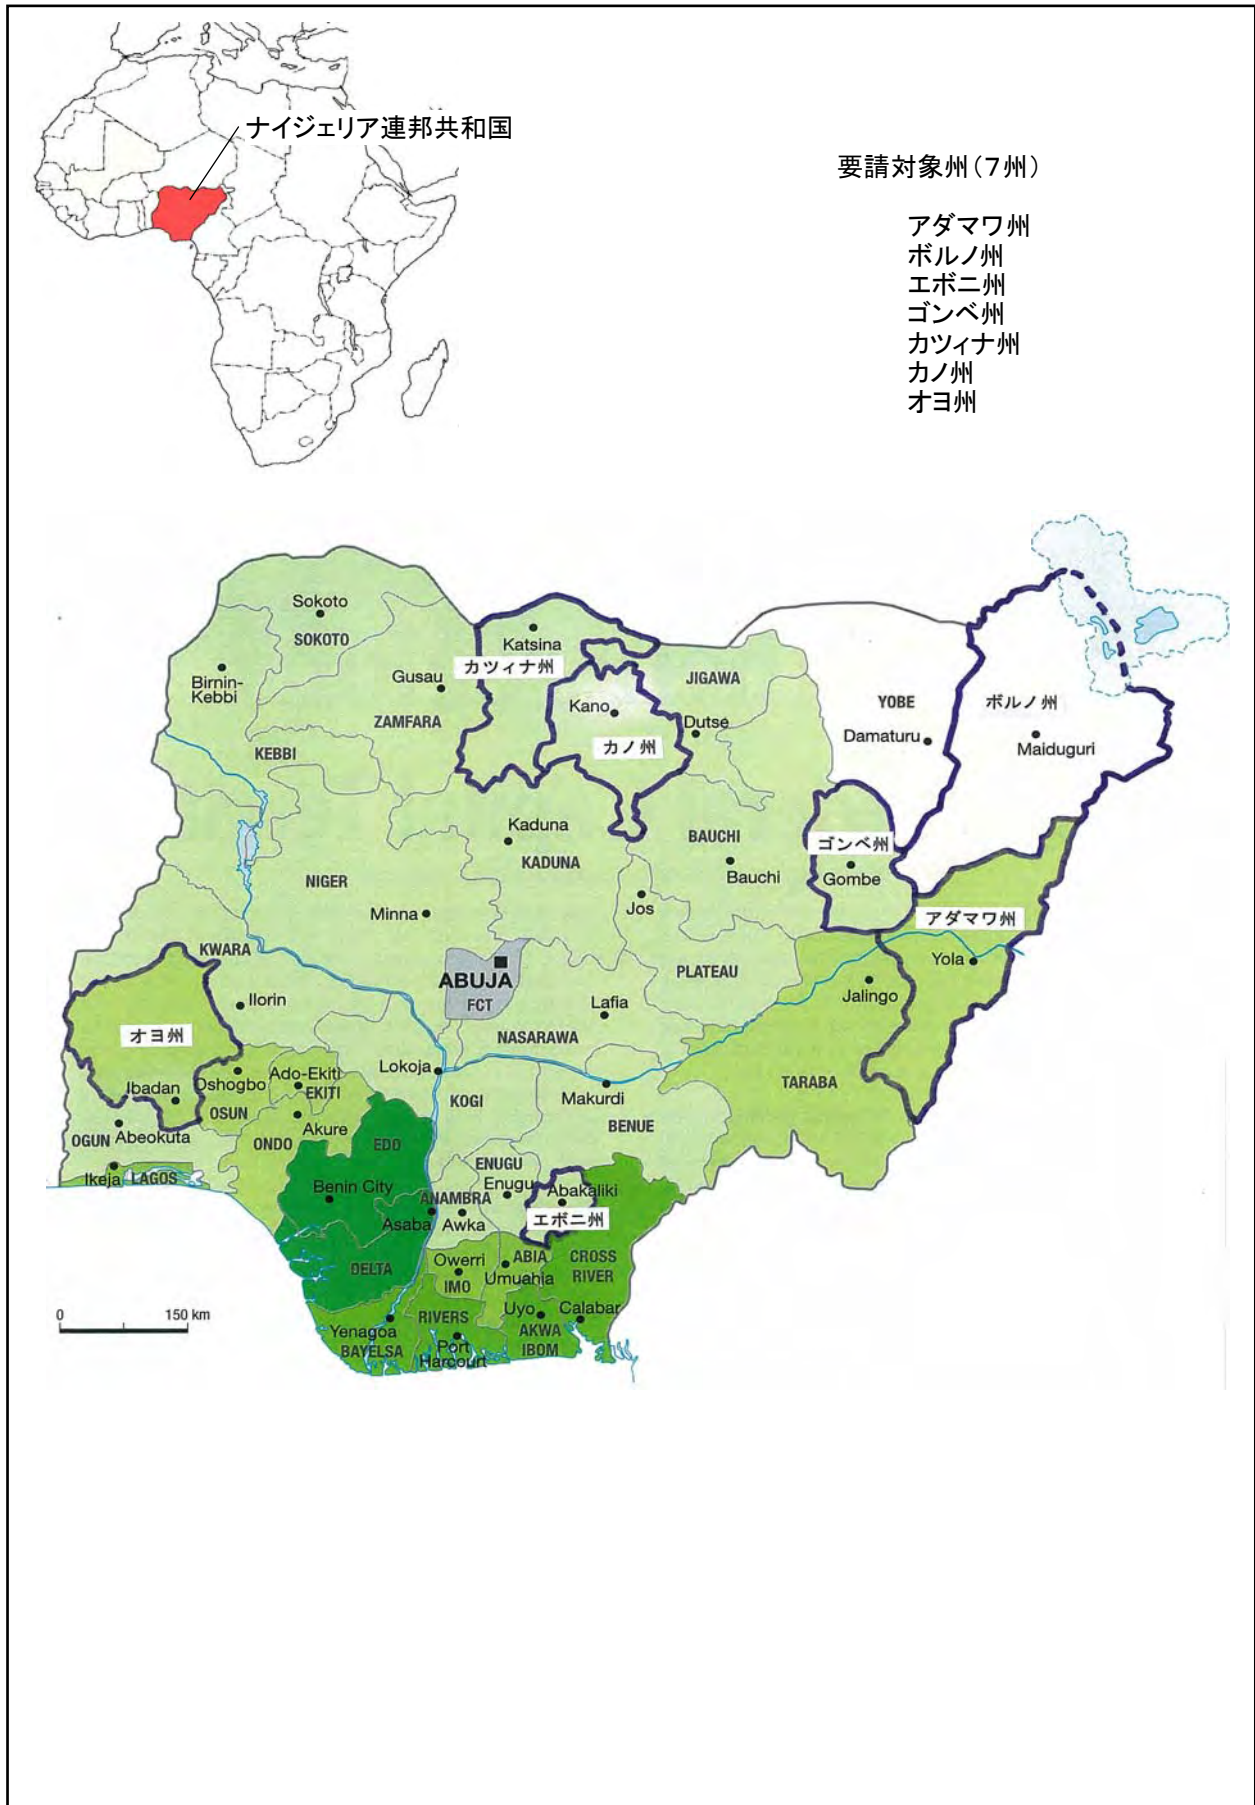 ナイジェリア連邦共和国
要請対象州(7州)
アダマワ州
ボルノ州
エボニ州
ゴンベ州
カツィナ州
カノ州
オヨ州
Sokoto
SOKOTO
Katsina
カツィナ州
Birnin-
Kebbi
Gusau
ZAMFARA
JIGAWA
Kano
カノ州
Dutse
YOBE
Damaturu
ボルノ州
Maiduguri
KEBBI
Kaduna
KADUNA
BAUCHI
Bauchi
ゴンベ州
Gombe
NIGER
Minna
Jos
アダマワ州
Yola
KWARA
ABUJA
FCT
PLATEAU
Jalingo
Ilorin
Lafia
NASARAWA
オヨ州
Lokoja
Oshogbo
Ado-Ekiti
EKITI
Ibadan
OSUN
KOGI
Makurdi
TARABA
Akure
ONDO
EDO
BENUE
OGUN
Abeokuta
Ikeja
LAGOS
ENUGU
Enugu
Abakaliki
Benin City
ANAMBRA
Asaba
Awka
エボニ州
DELTA
Owerri
IMO
ABIA
Umuahia
CROSS
RIVER
0
150 km
Yenagoa
BAYELSA
RIVERS
Port
Harcourt
Uyo
Calabar
AKWA
IBOM